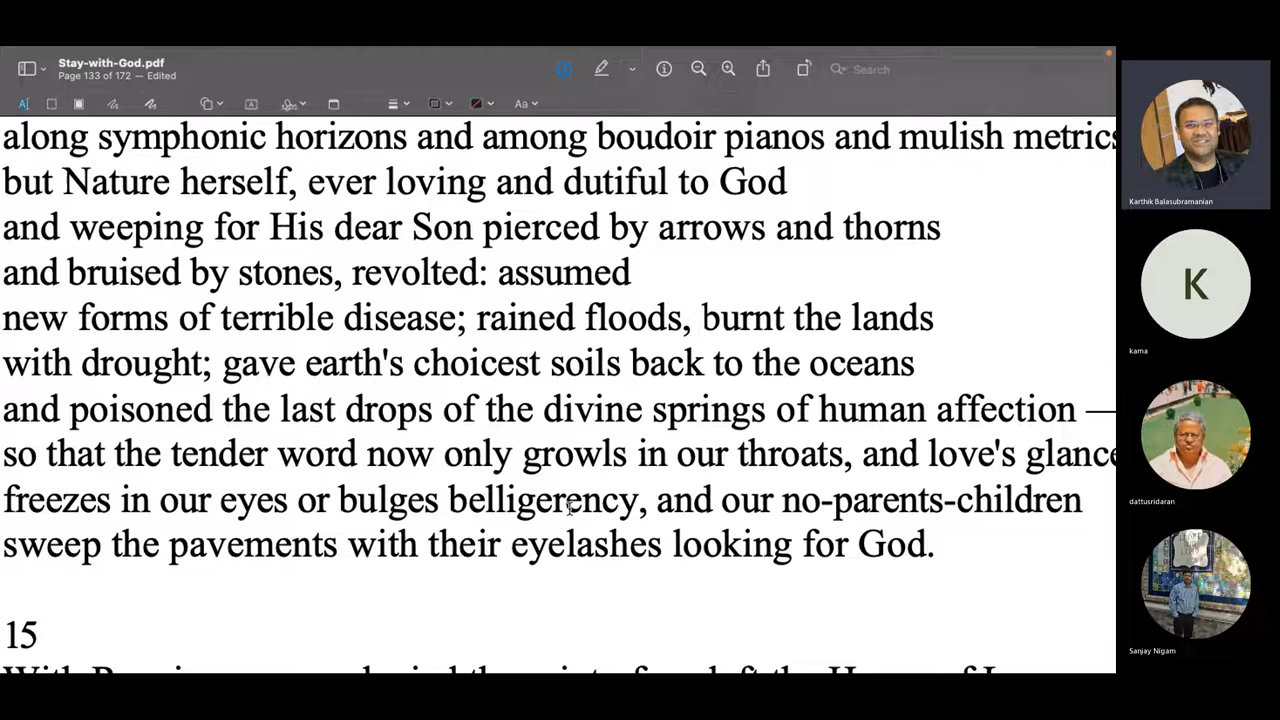 Stay-with-God.pdf
Page 133 of 172 — Edited
Search
Aa
along symphonic horizons and among boudoir pianos and mulish metrics
but Nature herself, ever loving and dutiful to God
and weeping for His dear Son pierced by arrows and thorns
and bruised by stones, revolted: assumed
new forms of terrible disease; rained floods, burnt the lands
with drought; gave earth's choicest soils back to the oceans
and poisoned the last drops of the divine springs of human affection —
so that the tender word now only growls in our throats, and love's glance
freezes in our eyes or bulges belligerency, and our no-parents-children
sweep the pavements with their eyelashes looking for God.
15
Karthik Balasubramanian
K
kama
dattusridaran
Sanjay Nigam